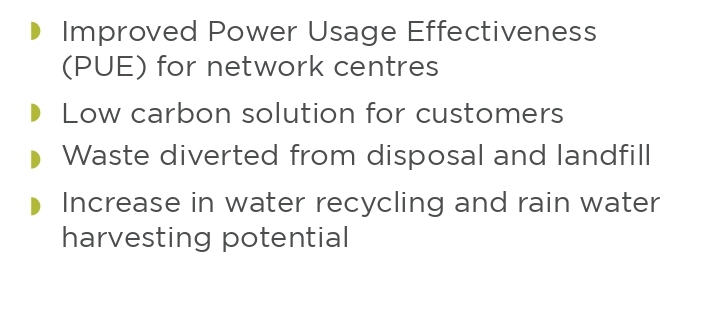 Improved Power Usage Effectiveness
(PUE) for network centres
Low carbon solution for customers
Waste diverted from disposal and landfill
Increase in water recycling and rain water
harvesting potential